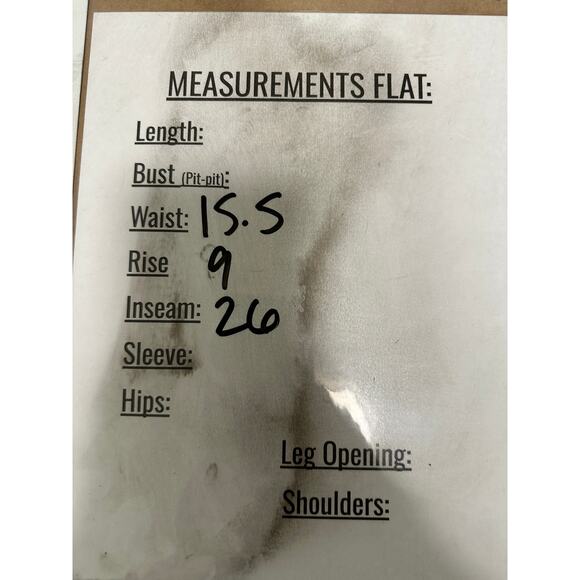 MEASUREMENTS FLAT:
Length:
Bust (Pit-pit):
Waist: 15.5
Rise 9
Inseam: 26
Sleeve:
Hips:
Leg Opening:
Shoulders: